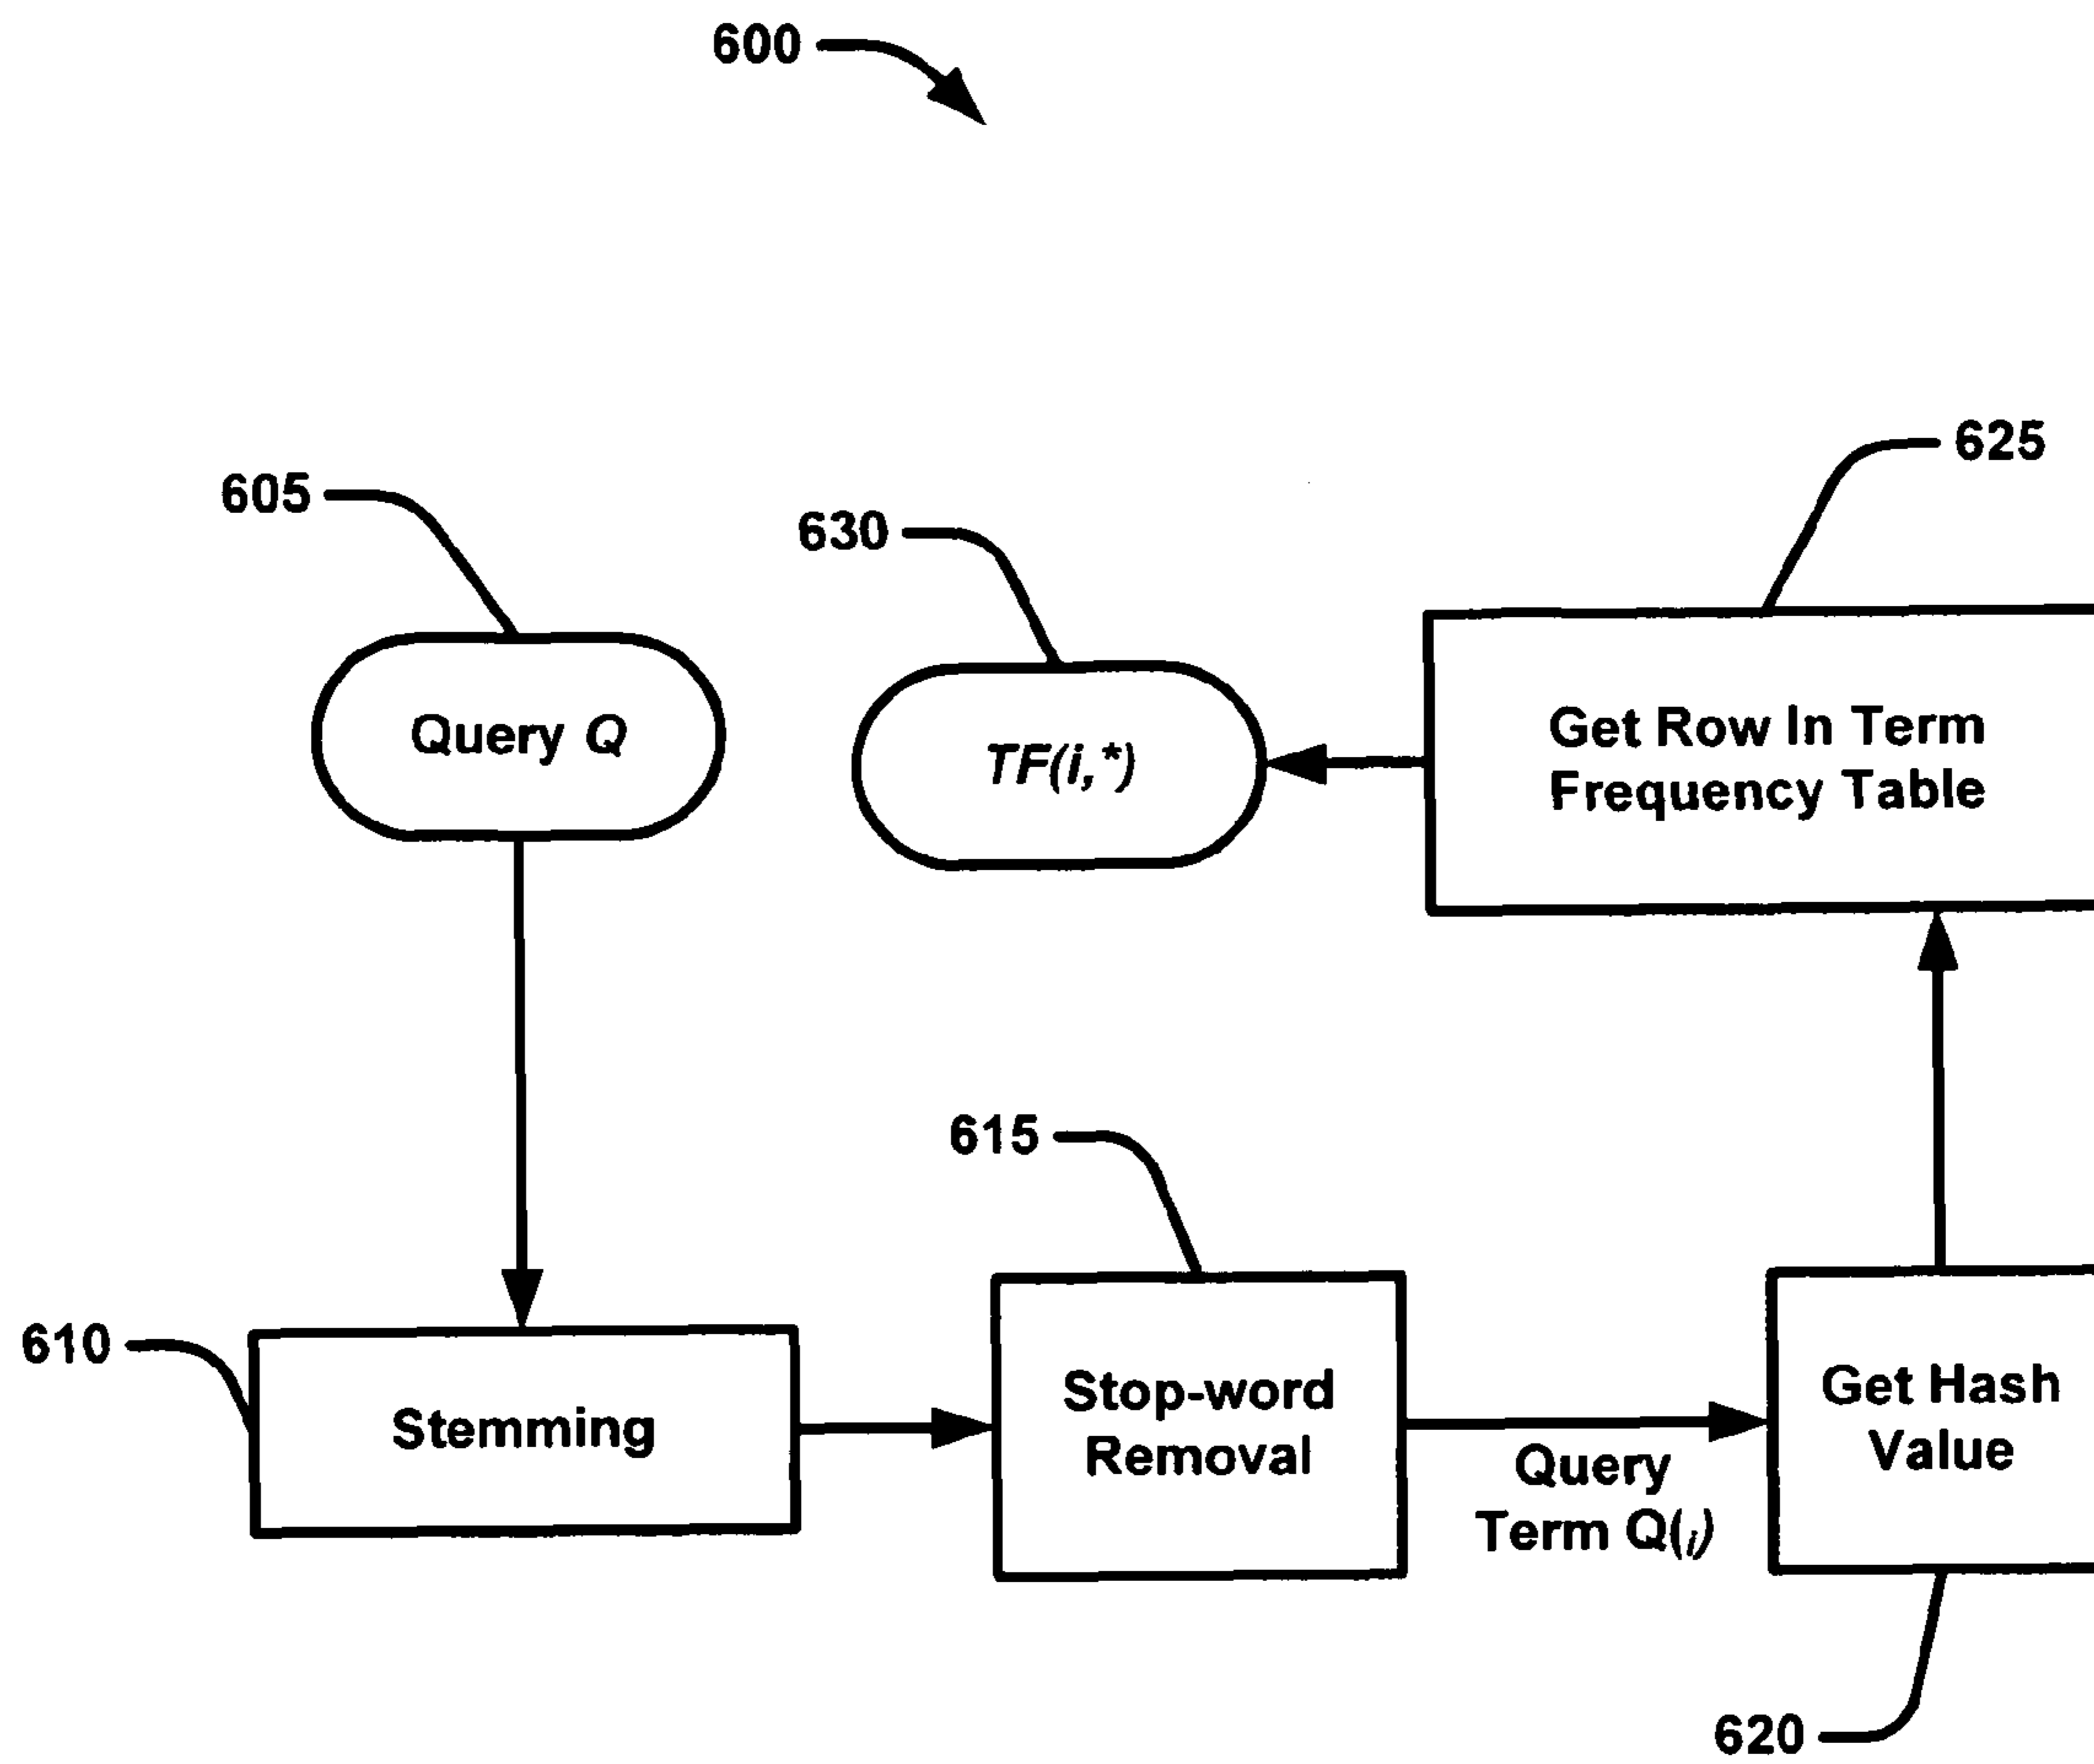 600
625
605
630
Query Q
TF(i,*)
Get Row In Term
Frequency Table
615
610
Stemming
Stop-word
Removal
Query
Term Q(i)
Get Hash
Value
620